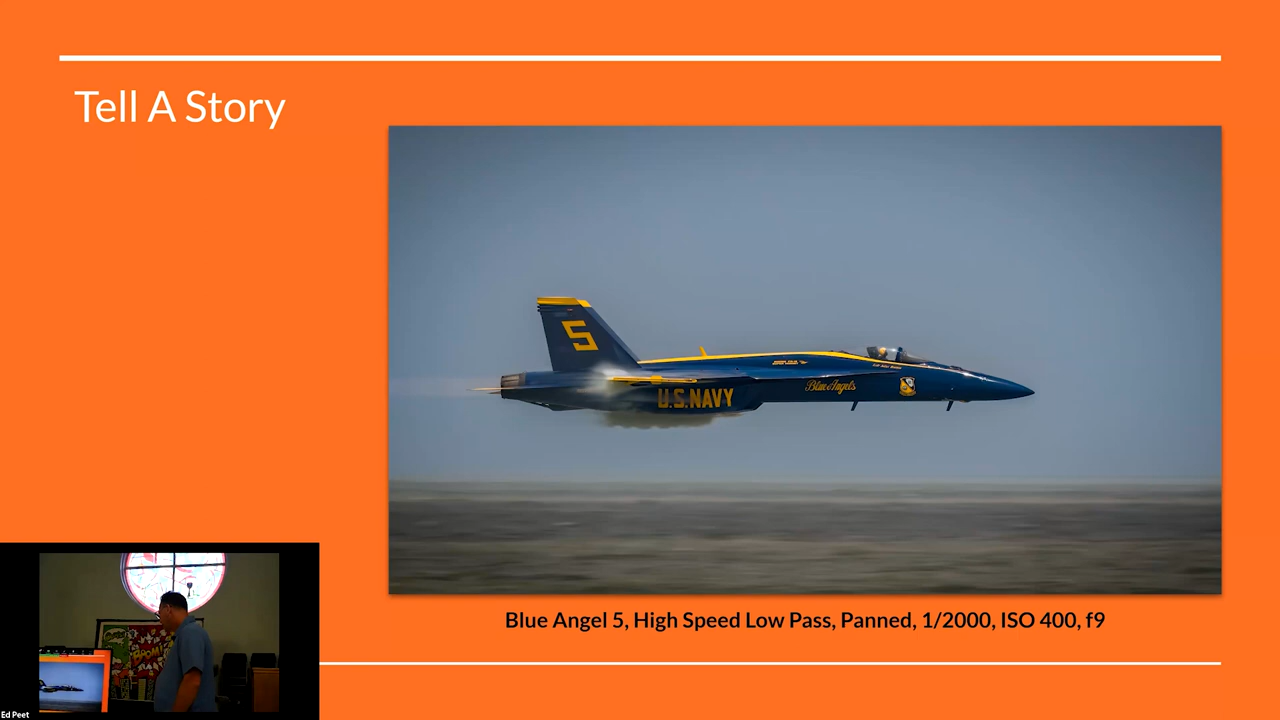 Tell A Story
5
U.S.NAVY
Blue Angels
Blue Angel 5, High Speed Low Pass, Panned, 1/2000, ISO 400, f9
BOOM!
Ed Peet